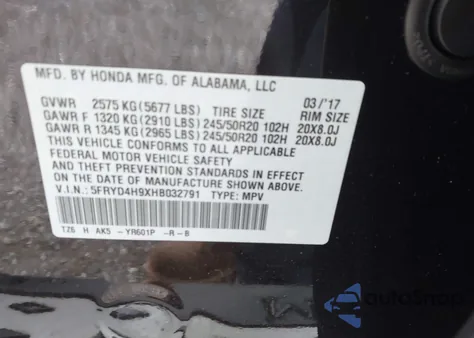 MFD. BY HONDA MFG. OF ALABAMA, LLC
03/'17
GVWR 2575 KG (5677 LBS) TIRE SIZE RIM SIZE
GAWR F 1320 KG (2910 LBS) 245/50R20 102H 20X8.0J
GAWR R 1345 KG (2965 LBS) 245/50R20 102H 20X8.0J
THIS VEHICLE CONFORMS TO ALL APPLICABLE
FEDERAL MOTOR VEHICLE SAFETY
AND THEFT PREVENTION STANDARDS IN EFFECT
ON THE DATE OF MANUFACTURE SHOWN ABOVE.
V.I.N.: 5FRYD4H9XHB032791 TYPE: MPV
TZ6 H AK5 -YR601P -R-B
autoSnap